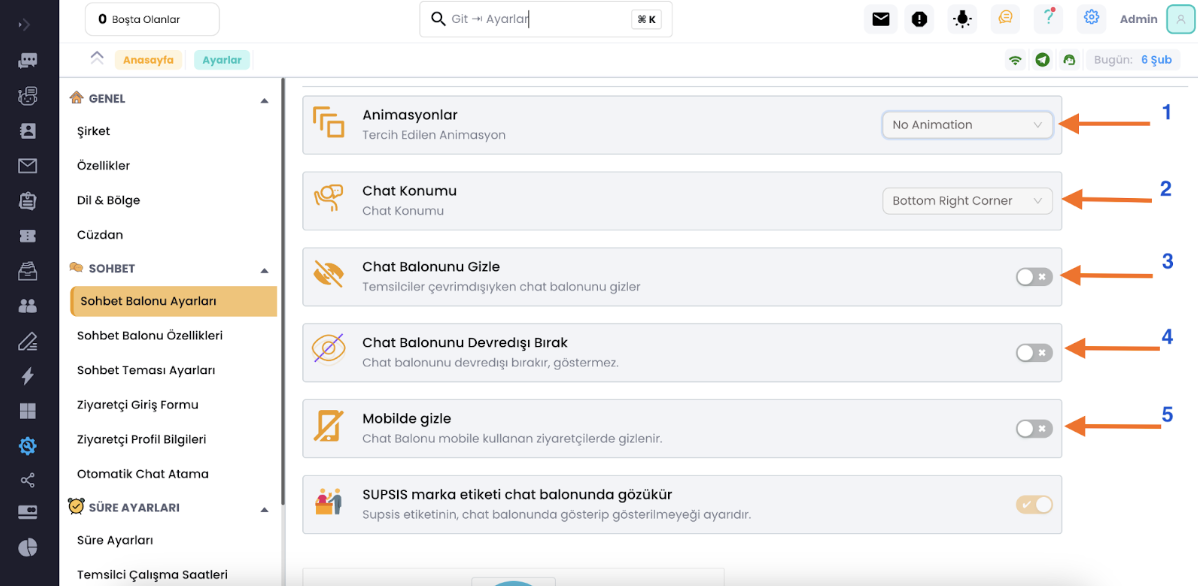 0 Boşta Olanlar
Git ⇥ Ayarlar
⌘ K
Admin
Anasayfa
Ayarlar
Bugün: 6 Şub
GENEL
Şirket
Özellikler
Dil & Bölge
Cüzdan
SOHBET
Sohbet Balonu Ayarları
Sohbet Balonu Özellikleri
Sohbet Teması Ayarları
Ziyaretçi Giriş Formu
Ziyaretçi Profil Bilgileri
Otomatik Chat Atama
SÜRE AYARLARI
Süre Ayarları
Temsilci Çalışma Saatleri
Animasyonlar
Tercih Edilen Animasyon
No Animation
1
Chat Konumu
Chat Konumu
Bottom Right Corner
2
Chat Balonunu Gizle
Temsilciler çevrimdışıyken chat balonunu gizler
3
Chat Balonunu Devredışı Bırak
Chat balonunu devredışı bırakır, göstermez.
4
Mobilde gizle
Chat Balonu mobile kullanan ziyaretçilerde gizlenir.
5
SUPSIS marka etiketi chat balonunda gözükür
Supsis etiketinin, chat balonunda gösterip gösterilmeyeği ayarıdır.